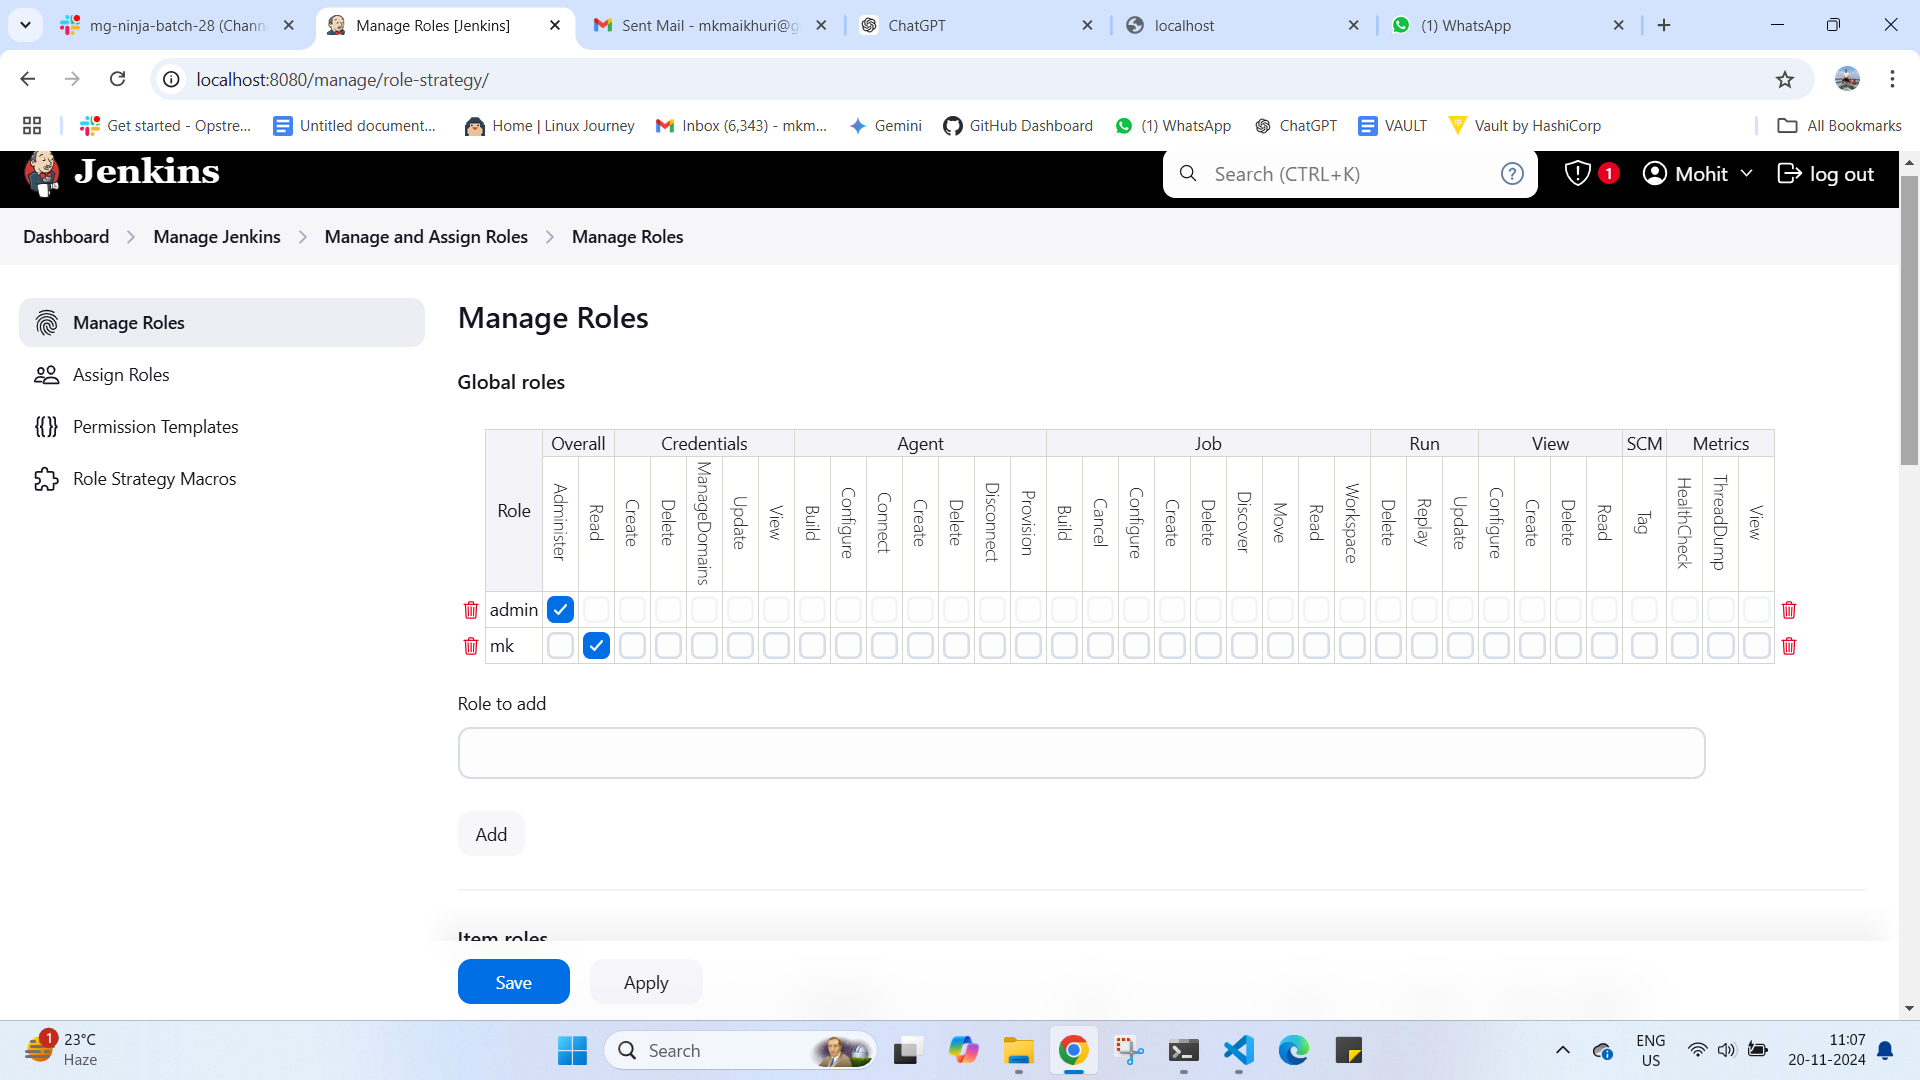 mg-ninja-batch-28 (Chann
Manage Roles [Jenkins]
Sent Mail - mkmaikhuri@g
ChatGPT
localhost
(1) WhatsApp
localhost:8080/manage/role-strategy/
Get started - Opstre...
Untitled document...
Home | Linux Journey
Inbox (6,343) - mkm...
Gemini
GitHub Dashboard
(1) WhatsApp
ChatGPT
VAULT
Vault by HashiCorp
All Bookmarks
Jenkins
Search (CTRL+K)
?
1
Mohit
log out
Dashboard
Manage Jenkins
Manage and Assign Roles
Manage Roles
Manage Roles
Assign Roles
Permission Templates
Role Strategy Macros
Manage Roles
Global roles
Role
Overall
Credentials
Agent
Job
Run
View
SCM
Metrics
Administer
Read
Create
Delete
ManageDomains
Update
View
Build
Configure
Connect
Create
Delete
Disconnect
Provision
Build
Cancel
Configure
Create
Delete
Discover
Move
Read
Workspace
Delete
Replay
Update
Configure
Create
Delete
Read
Tag
HealthCheck
ThreadDump
View
admin
mk
Role to add
Add
Item roles
Save
Apply
1
23°C
Haze
Search
ENG
US
11:07
20-11-2024